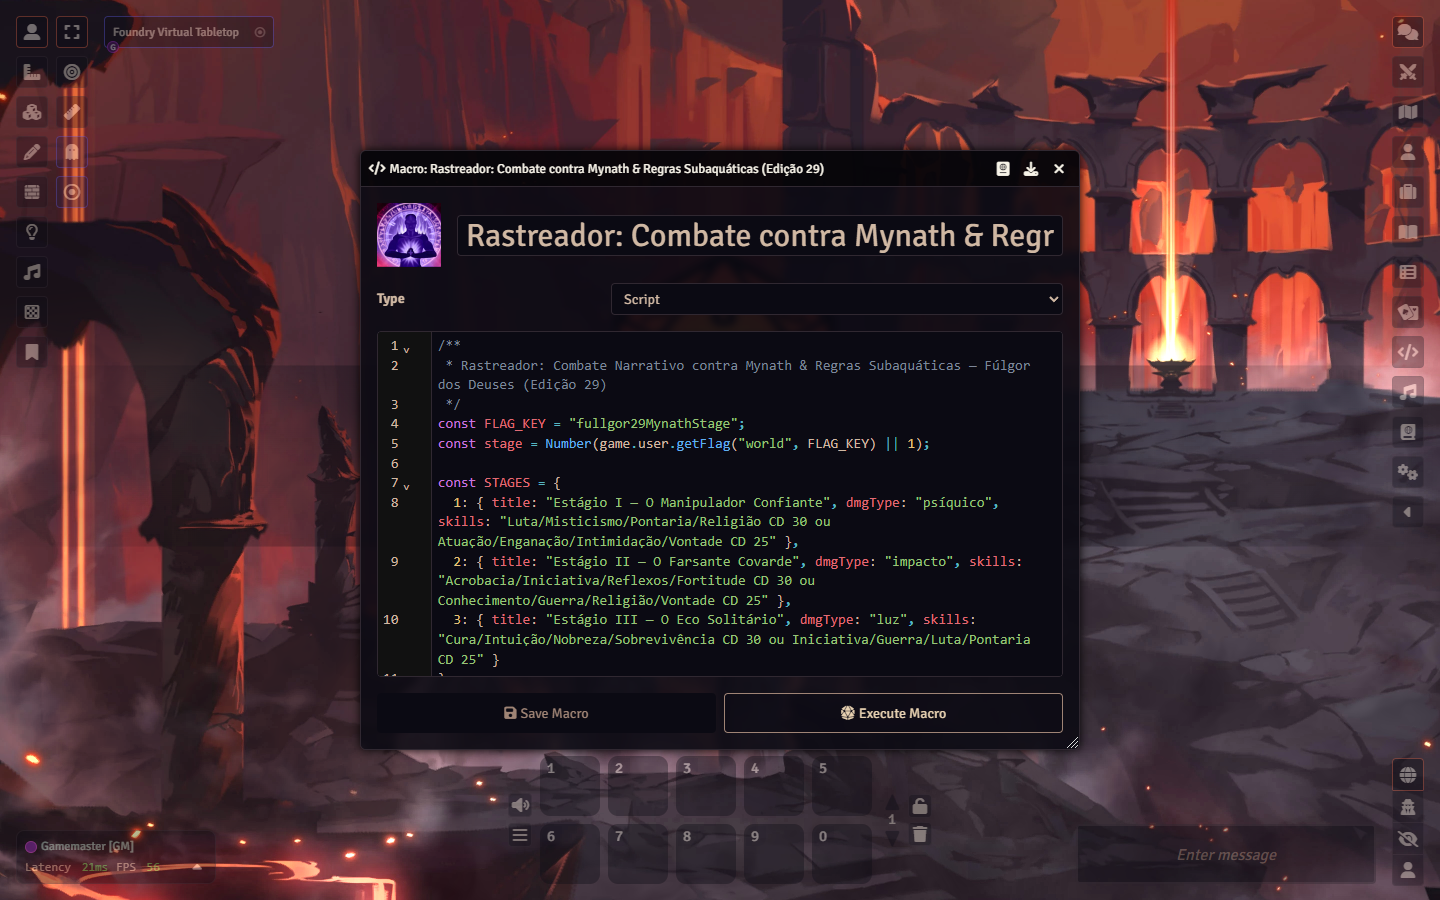 Foundry Virtual Tabletop
G
Macro: Rastreador: Combate contra Mynath & Regras Subaquáticas (Edição 29)
Rastreador: Combate contra Mynath & Regr
Type
Script
1 /**
2  * Rastreador: Combate Narrativo contra Mynath & Regras Subaquáticas — Fúlgor
dos Deuses (Edição 29)
3  */
4 const FLAG_KEY = "fullgor29MynathStage";
5 const stage = Number(game.user.getFlag("world", FLAG_KEY) || 1);
6
7 const STAGES = {
8   1: { title: "Estágio I — O Manipulador Confiante", dmgType: "psíquico",
skills: "Luta/Misticismo/Pontaria/Religião CD 30 ou
Atuação/Enganação/Intimidação/Vontade CD 25" },
9   2: { title: "Estágio II — O Farsante Covarde", dmgType: "impacto", skills:
"Acrobacia/Iniciativa/Reflexos/Fortitude CD 30 ou
Conhecimento/Guerra/Religião/Vontade CD 25" },
10   3: { title: "Estágio III — O Eco Solitário", dmgType: "luz", skills:
"Cura/Intuição/Nobreza/Sobrevivência CD 30 ou Iniciativa/Guerra/Luta/Pontaria
CD 25" }
Save Macro
Execute Macro
1 2 3 4 5
1
6 7 8 9 0
Gamemaster [GM]
Latency 21ms FPS 56
Enter message